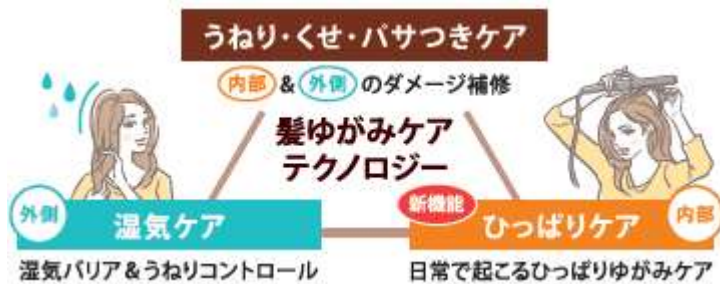 うねり・くせ・パサつきケア
内部&外側のダメージ補修
髪ゆがみケア
テクノロジー
外側
湿気ケア
湿気バリア&うねりコントロール
新機能
ひっぱりケア
内部
日常で起こるひっぱりゆがみケア